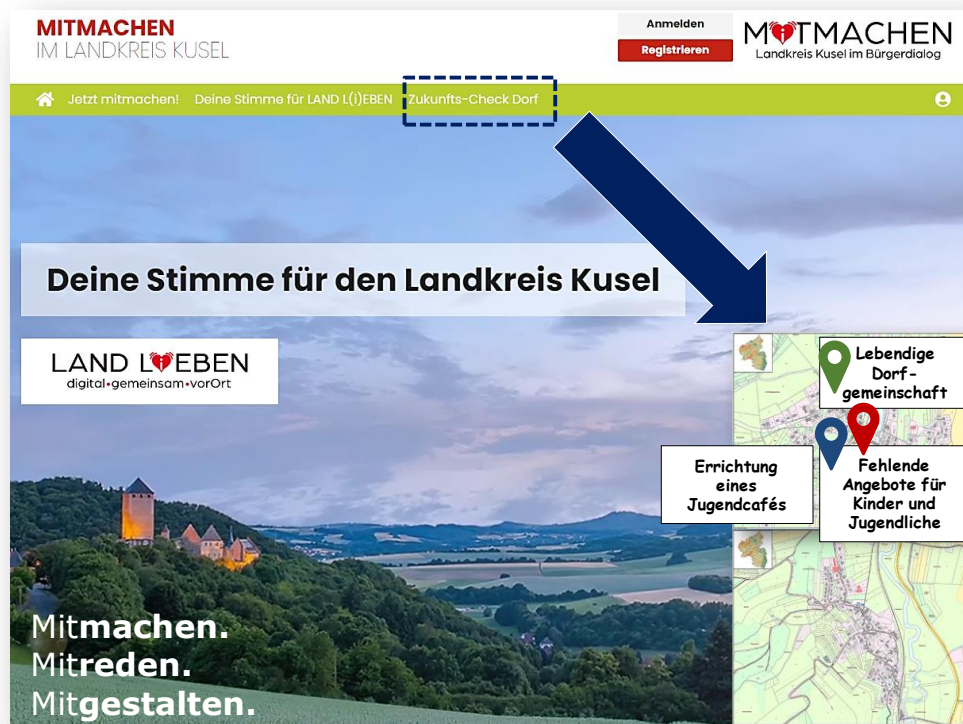 MITMACHEN
IM LANDKREIS KUSEL
Anmelden
Registrieren
MITMACHEN
Landkreis Kusel im Bürgerdialog
Jetzt mitmachen! Deine Stimme für LAND L(i)EBEN Zukunfts-Check Dorf
Deine Stimme für den Landkreis Kusel
LAND LIEBEN
digital•gemeinsam•vorOrt
Lebendige
Dorf-
gemeinschaft
Errichtung
eines
Jugendcafés
Fehlende
Angebote für
Kinder und
Jugendliche
Mitmachen.
Mitreden.
Mitgestalten.